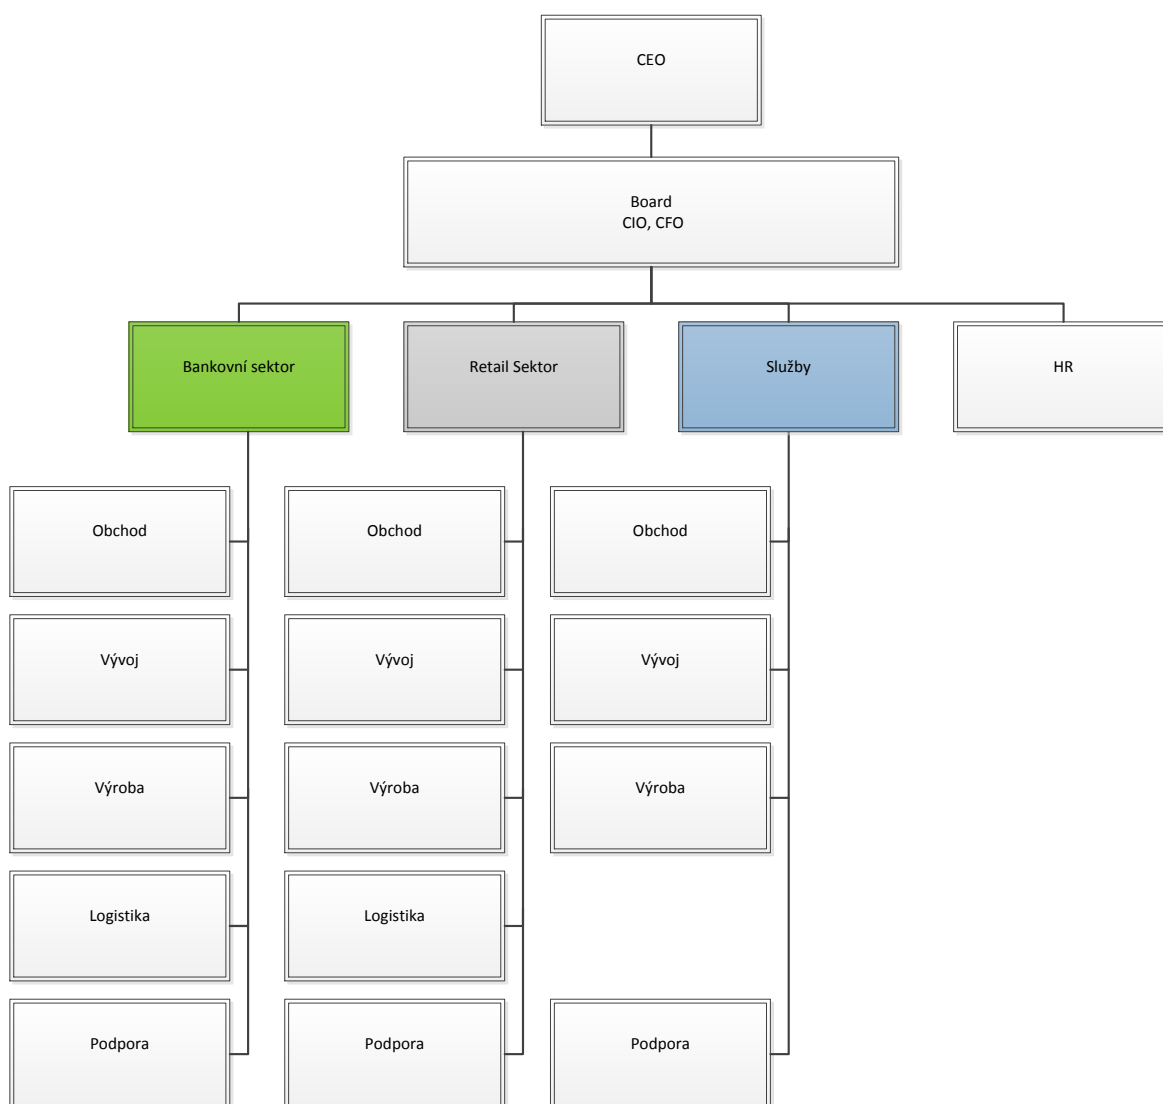 CEO
Board
CIO, CFO
Bankovní sektor
Retail Sektor
Služby
HR
Obchod
Obchod
Obchod
Vývoj
Vývoj
Vývoj
Výroba
Výroba
Výroba
Logistika
Logistika
Podpora
Podpora
Podpora